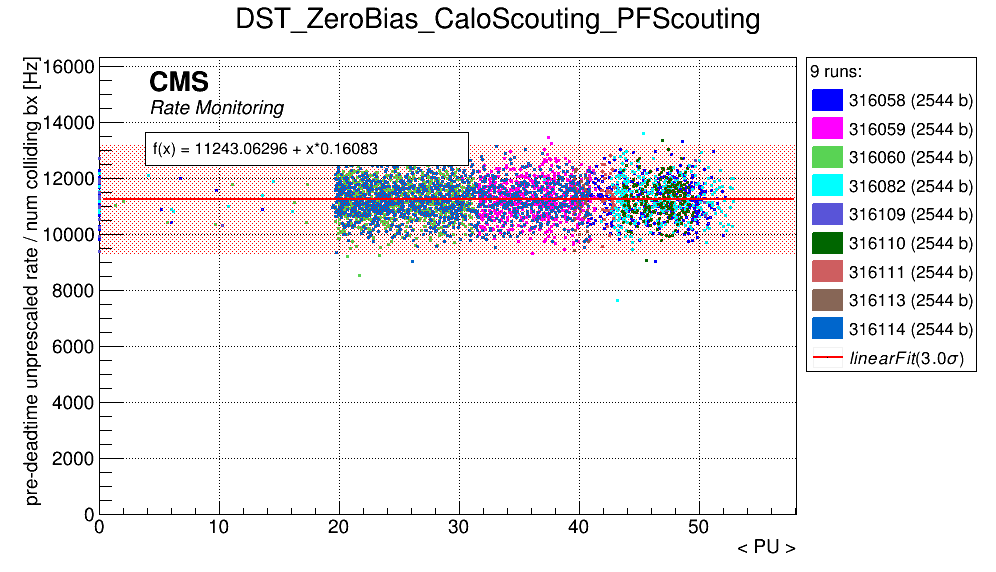 DST_ZeroBias_CaloScouting_PFScouting
pre-deadtime unprescaled rate / num colliding bx [Hz]
16000
14000
12000
10000
8000
6000
4000
2000
0
CMS
Rate Monitoring
f(x) = 11243.06296 + x*0.16083
0 10 20 30 40 50
< PU >
9 runs:
316058 (2544 b)
316059 (2544 b)
316060 (2544 b)
316082 (2544 b)
316109 (2544 b)
316110 (2544 b)
316111 (2544 b)
316113 (2544 b)
316114 (2544 b)
linearFit(3.0σ)